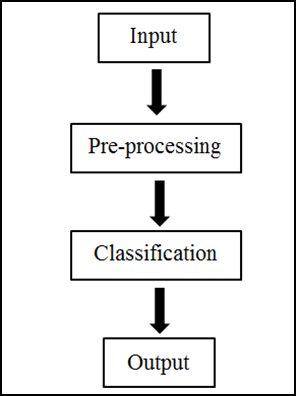 Input
Pre-processing
Classification
Output